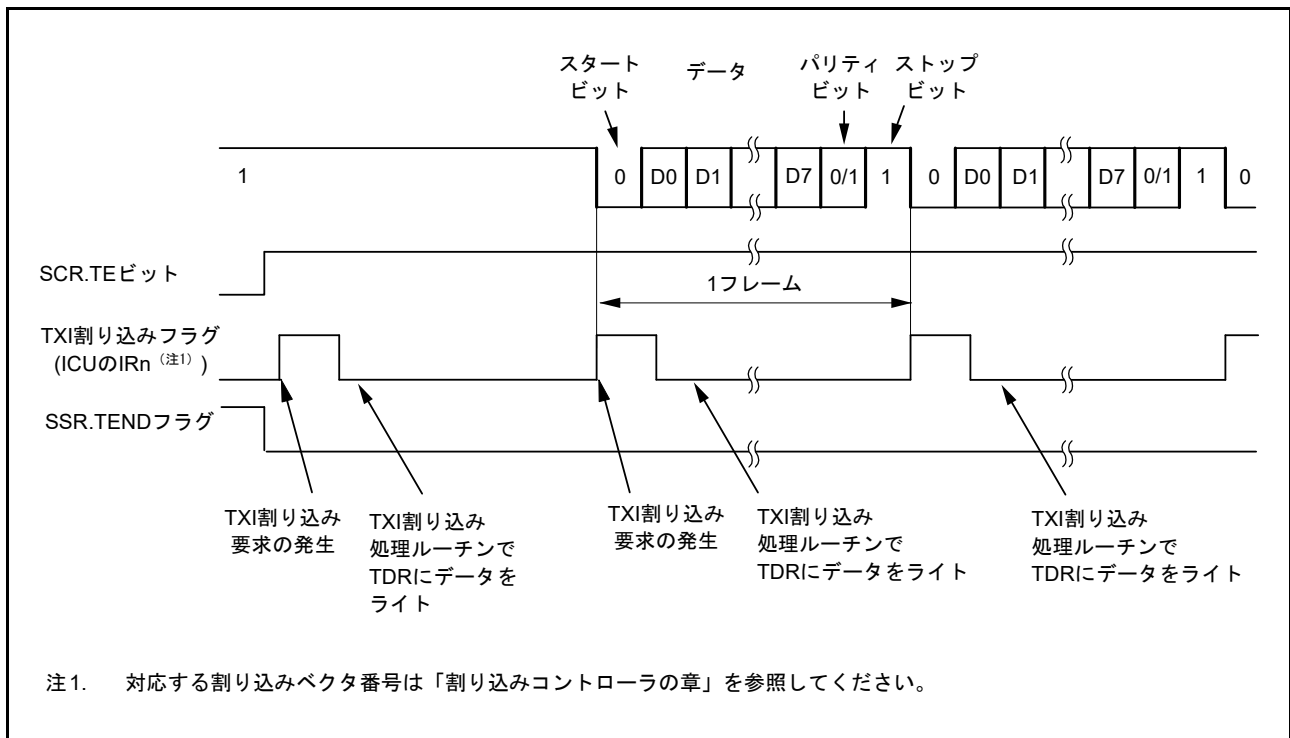 スタート
ビット
データ
パリティ
ビット
ストップ
ビット
1
0 D0 D1 D7 0/1 1 0 D0 D1 D7 0/1 1 0
SCR.TEビット
1フレーム
TXI割り込みフラグ
(ICUのIRn（注1）)
SSR.TENDフラグ
TXI割り込み
要求の発生
TXI割り込み
処理ルーチンで
TDRにデータを
ライト
TXI割り込み
要求の発生
TXI割り込み
処理ルーチンで
TDRにデータをライト
TXI割り込み
処理ルーチンで
TDRにデータをライト
注1. 対応する割り込みベクタ番号は「割り込みコントローラの章」を参照してください。